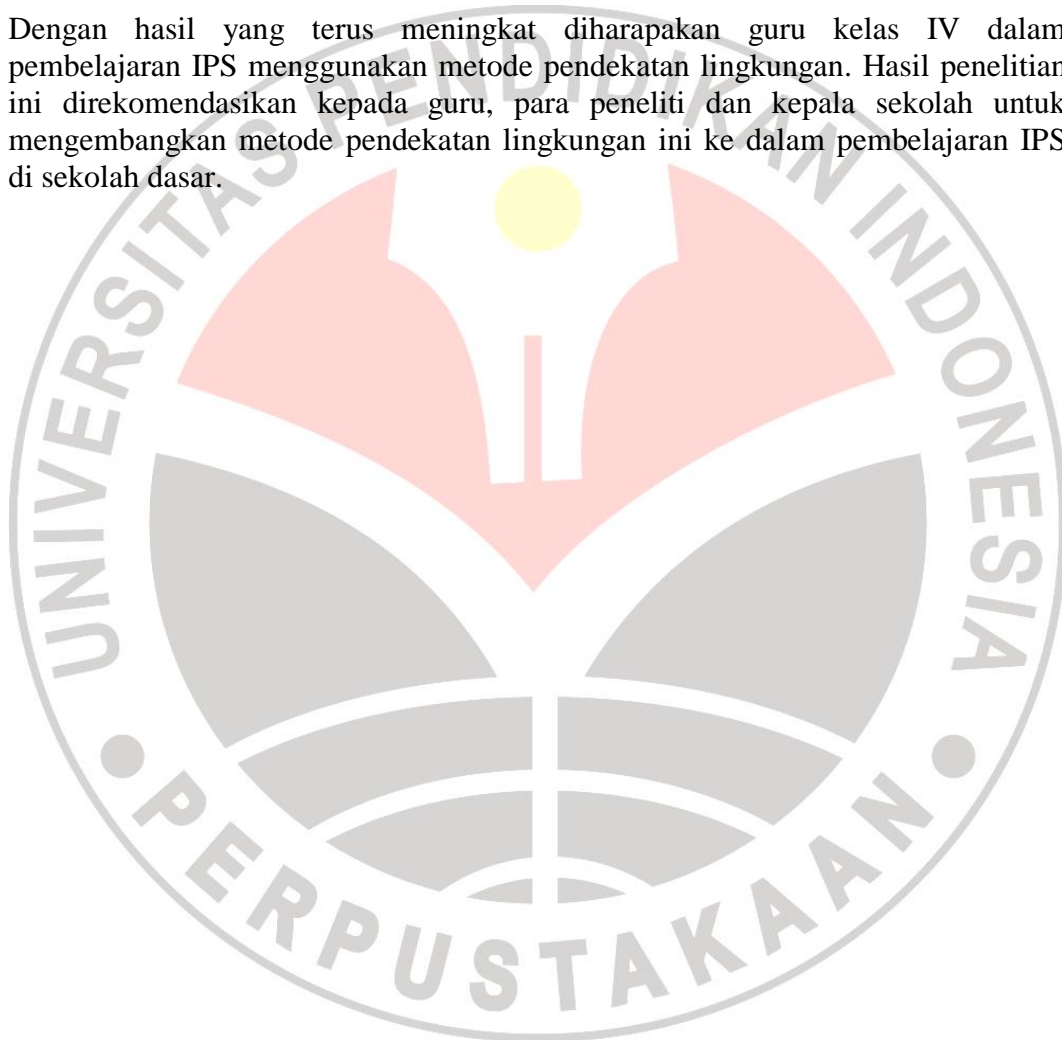 Dengan hasil yang terus meningkat diharapakan guru kelas IV dalam
pembelajaran IPS menggunakan metode pendekatan lingkungan. Hasil penelitian
ini direkomendasikan kepada guru, para peneliti dan kepala sekolah untuk
mengembangkan metode pendekatan lingkungan ini ke dalam pembelajaran IPS
di sekolah dasar.
UNIVERSITAS PENDIDIKAN INDONESIA
PERPUSTAKAAN